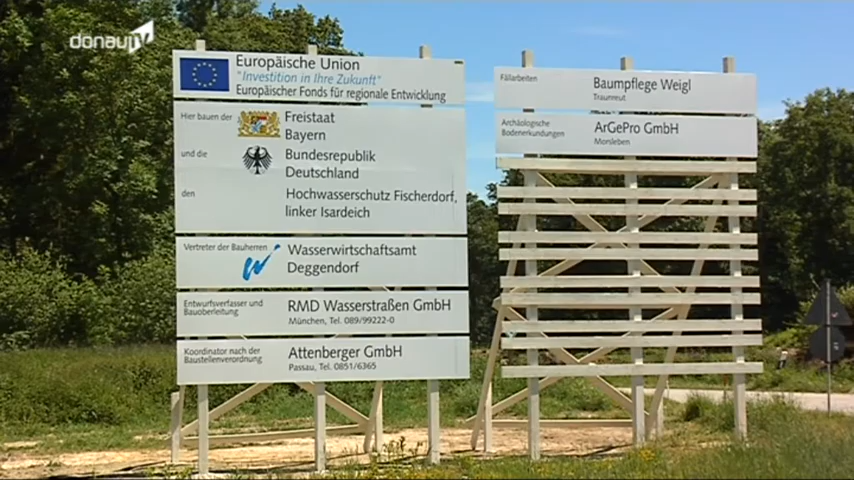 donau tv
Europäische Union
"Investition in Ihre Zukunft"
Europäischer Fonds für regionale Entwicklung
Hier bauen der
Freistaat
Bayern
und die
Bundesrepublik
Deutschland
den
Hochwasserschutz Fischerdorf,
linker Isardeich
Vertreter der Bauherren
Wasserwirtschaftsamt
Deggendorf
Entwurfsverfasser und
Bauoberleitung
RMD Wasserstraßen GmbH
München, Tel. 089/99222-0
Koordinator nach der
Baustellenverordnung
Attenberger GmbH
Passau, Tel. 0851/6365
Fällarbeiten
Baumpflege Weigl
Traunreut
Archäologische
Bodenerkundungen
ArGePro GmbH
Morsleben